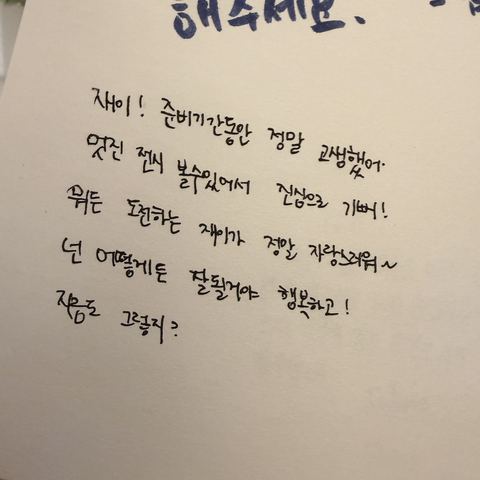 해주세요.
재이! 준비기간동안 정말 고생했어.
멋진 전시 볼수있어서 진심으로 기뻐!
뭐든 도전하는 재이가 정말 자랑스러워~
넌 어떻게든 잘될거야 행복하고!
지금도 그렇지?